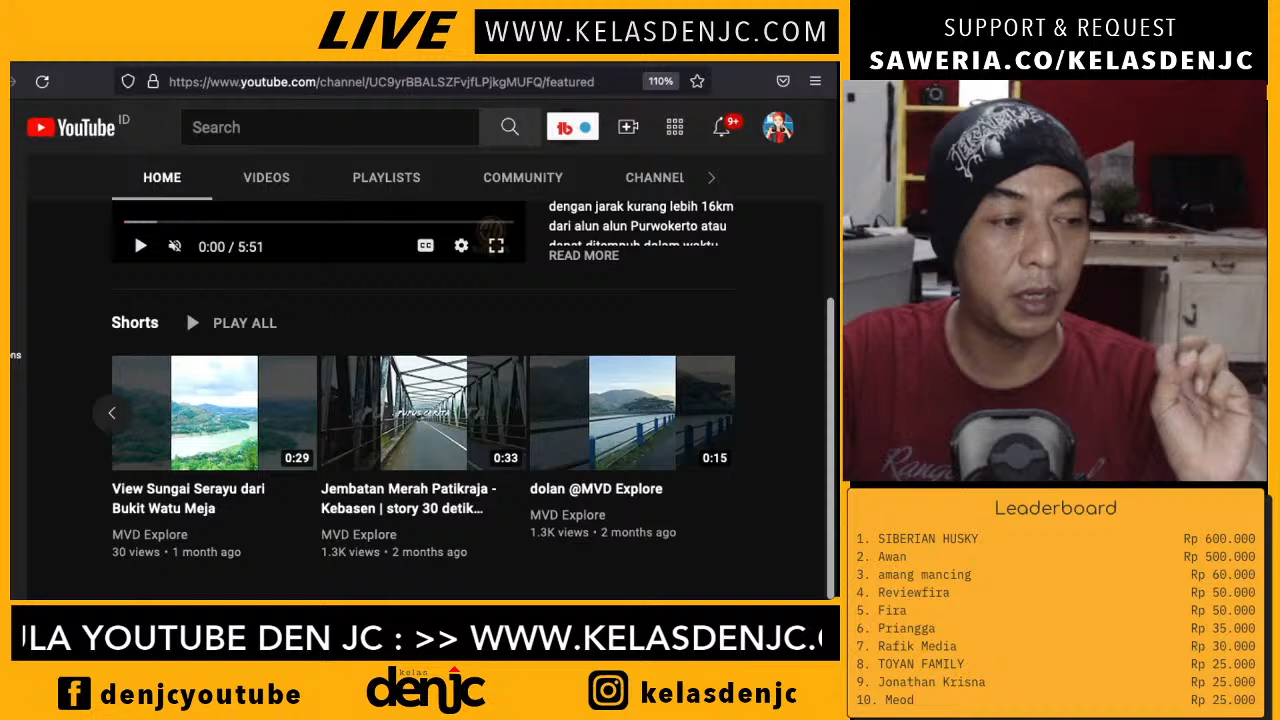 LIVE
WWW.KELASDENJC.COM
SUPPORT & REQUEST
SAWERIA.CO/KELASDENJC
https://www.youtube.com/channel/UC9yrBBALSZFvjfLPjkgMUFQ/featured
110%
YouTube ID
Search
9+
HOME
VIDEOS
PLAYLISTS
COMMUNITY
CHANNEL
dengan jarak kurang lebih 16km
dari alun alun Purwokerto atau
dapat ditempuh dalam waktu
READ MORE
0:00 / 5:51
CC
Shorts
PLAY ALL
ons
0:29
0:33
0:15
View Sungai Serayu dari
Bukit Watu Meja
MVD Explore
30 views • 1 month ago
Jembatan Merah Patikraja -
Kebasen | story 30 detik...
MVD Explore
1.3K views • 2 months ago
dolan @MVD Explore
MVD Explore
1.3K views • 2 months ago
Leaderboard
1. SIBERIAN HUSKY Rp 600.000
2. Awan Rp 500.000
3. amang mancing Rp 60.000
4. Reviewfira Rp 50.000
5. Fira Rp 50.000
6. Priangga Rp 35.000
7. Rafik Media Rp 30.000
8. TOYAN FAMILY Rp 25.000
9. Jonathan Krisna Rp 25.000
10. Meod Rp 25.000
ULA YOUTUBE DEN JC : >> WWW.KELASDENJC.C
denjcyoutube
kelas
denjc
kelasdenjc